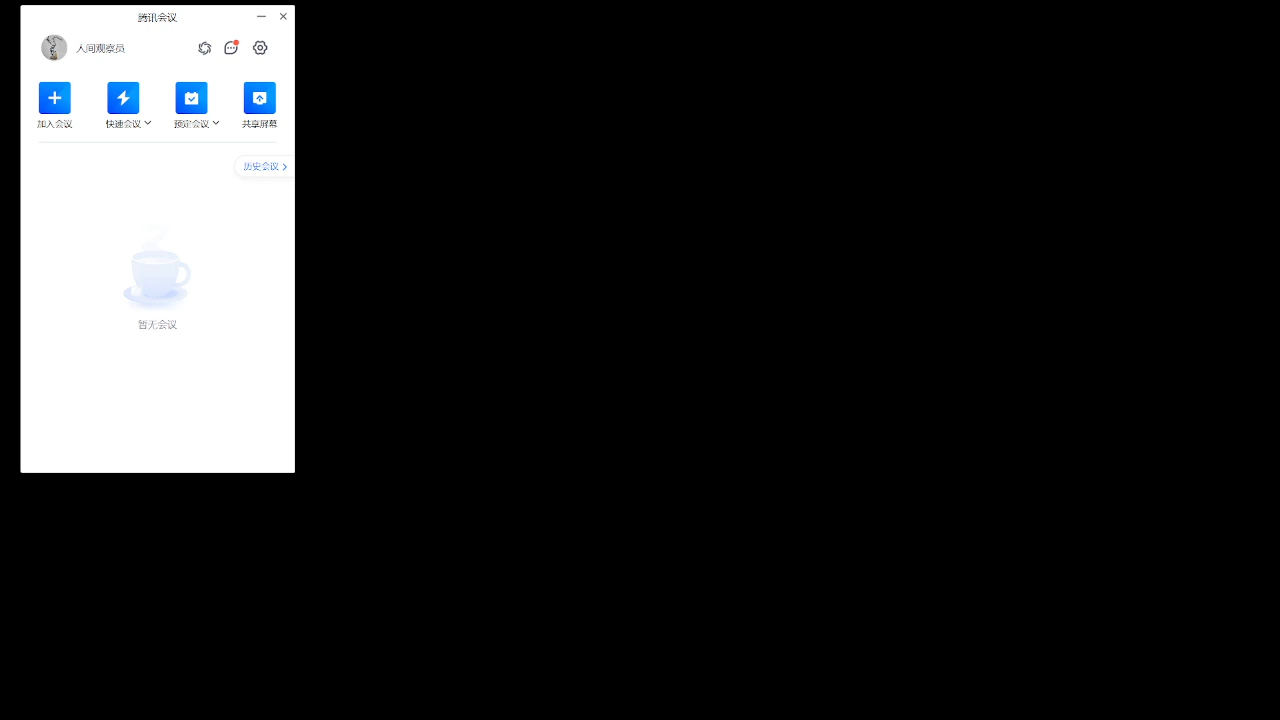 腾讯会议
人间观察员
加入会议
快速会议
预定会议
共享屏幕
历史会议
暂无会议